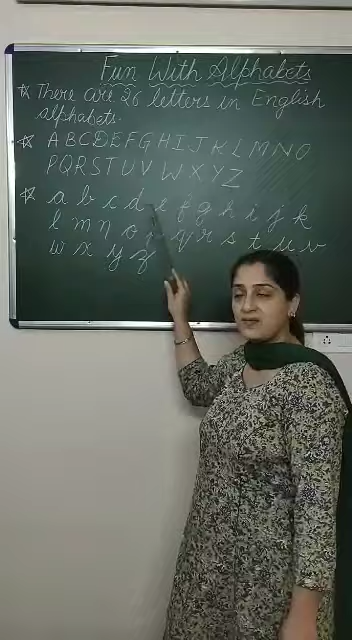 Fun With Alphabets
* There are 26 letters in English
alphabets.
* A B C D E F G H I J K L M N O
P Q R S T U V W X Y Z
* a b c d e f g h i j k
l m n o p q r s t u v
w x y z